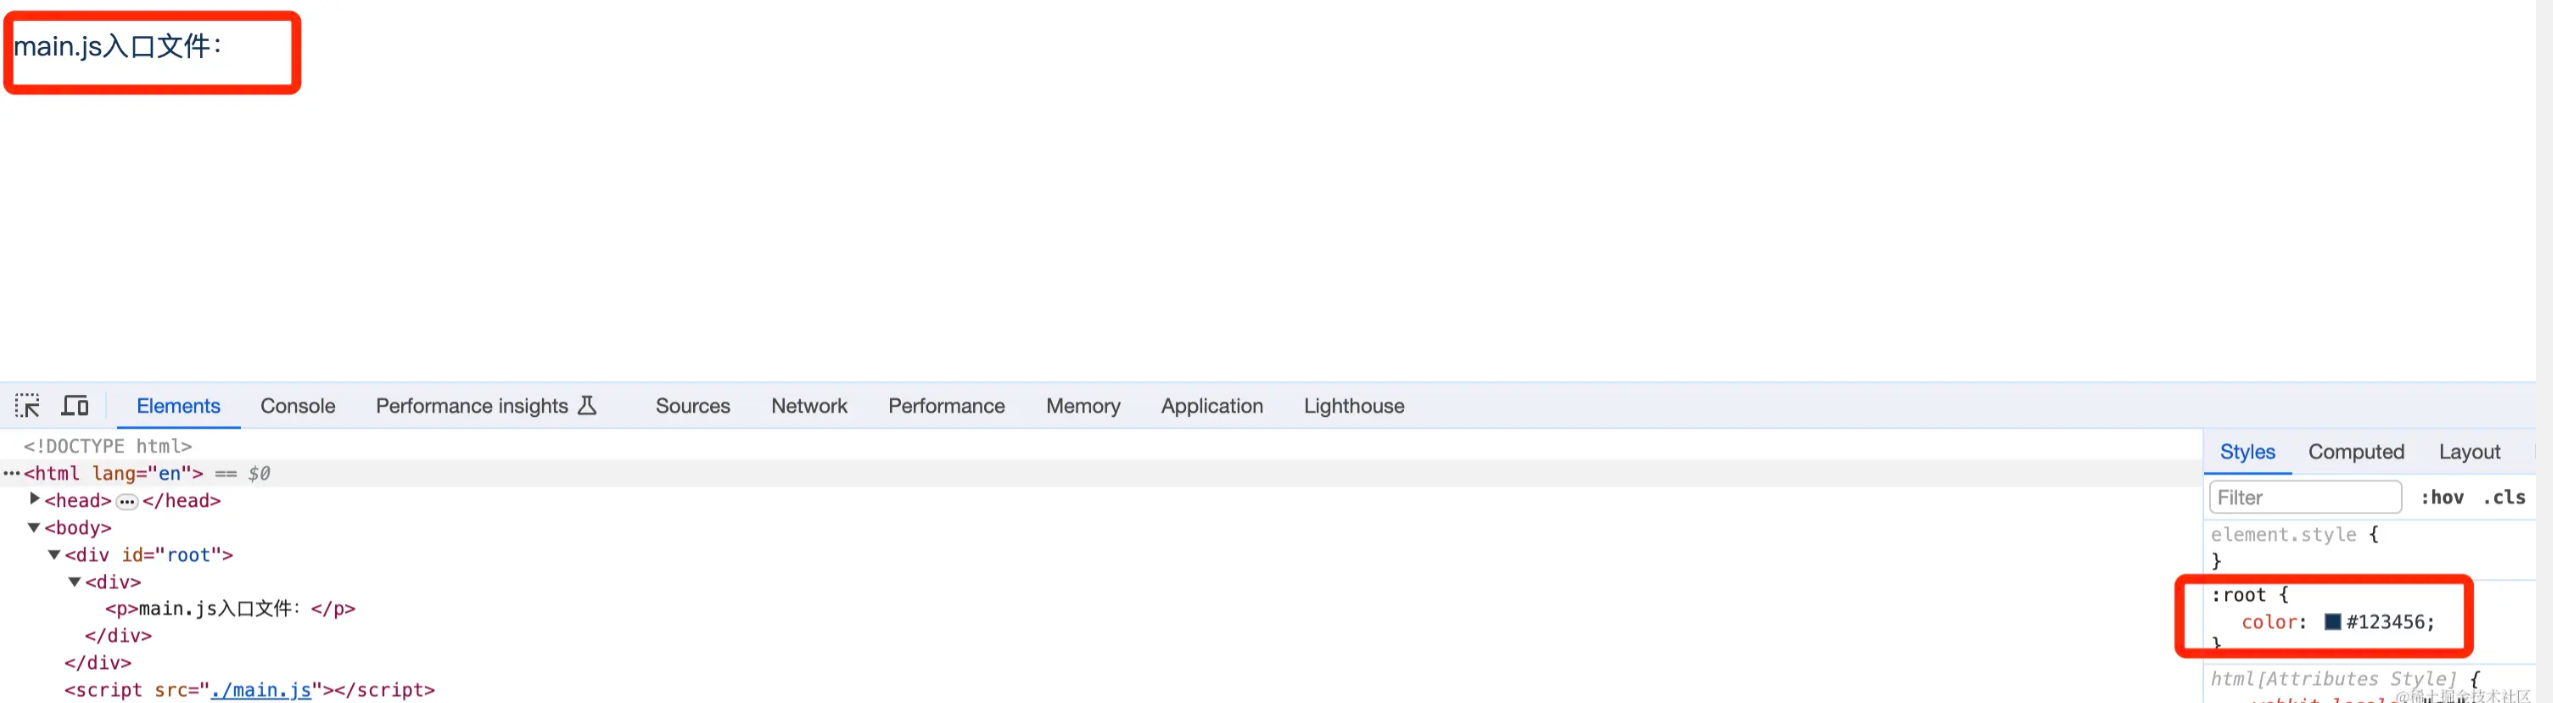 main.js入口文件：
Elements Console Performance insights Sources Network Performance Memory Application Lighthouse
<!DOCTYPE html>
<html lang="en"> == $0
<head> </head>
<body>
<div id="root">
<div>
<p>main.js入口文件：</p>
</div>
</div>
<script src="./main.js"></script>
Styles Computed Layout
Filter :hov .cls
element.style {
}
:root {
color: #123456;
}
html[Attributes Style] {
@稀土掘金技术社区